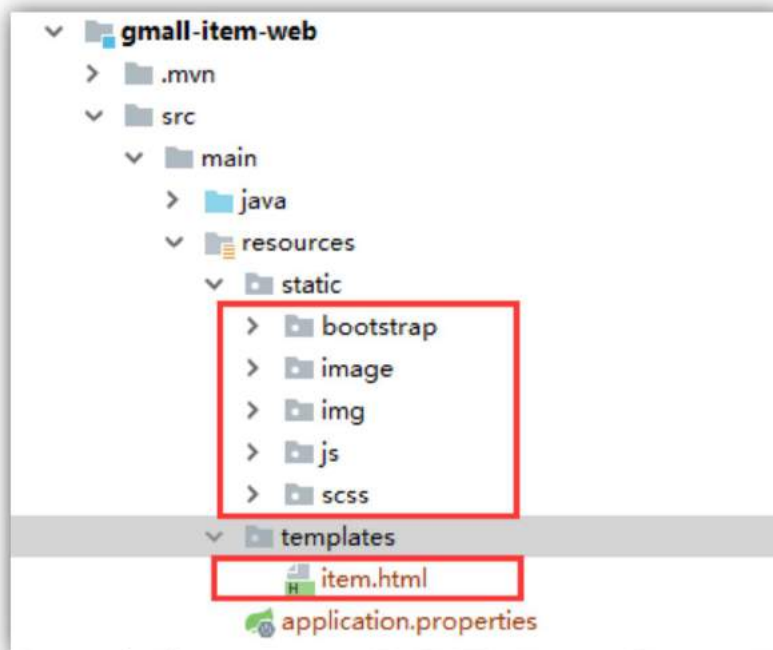 gmall-item-web
.mvn
src
main
java
resources
static
bootstrap
image
img
js
scss
templates
item.html
application.properties